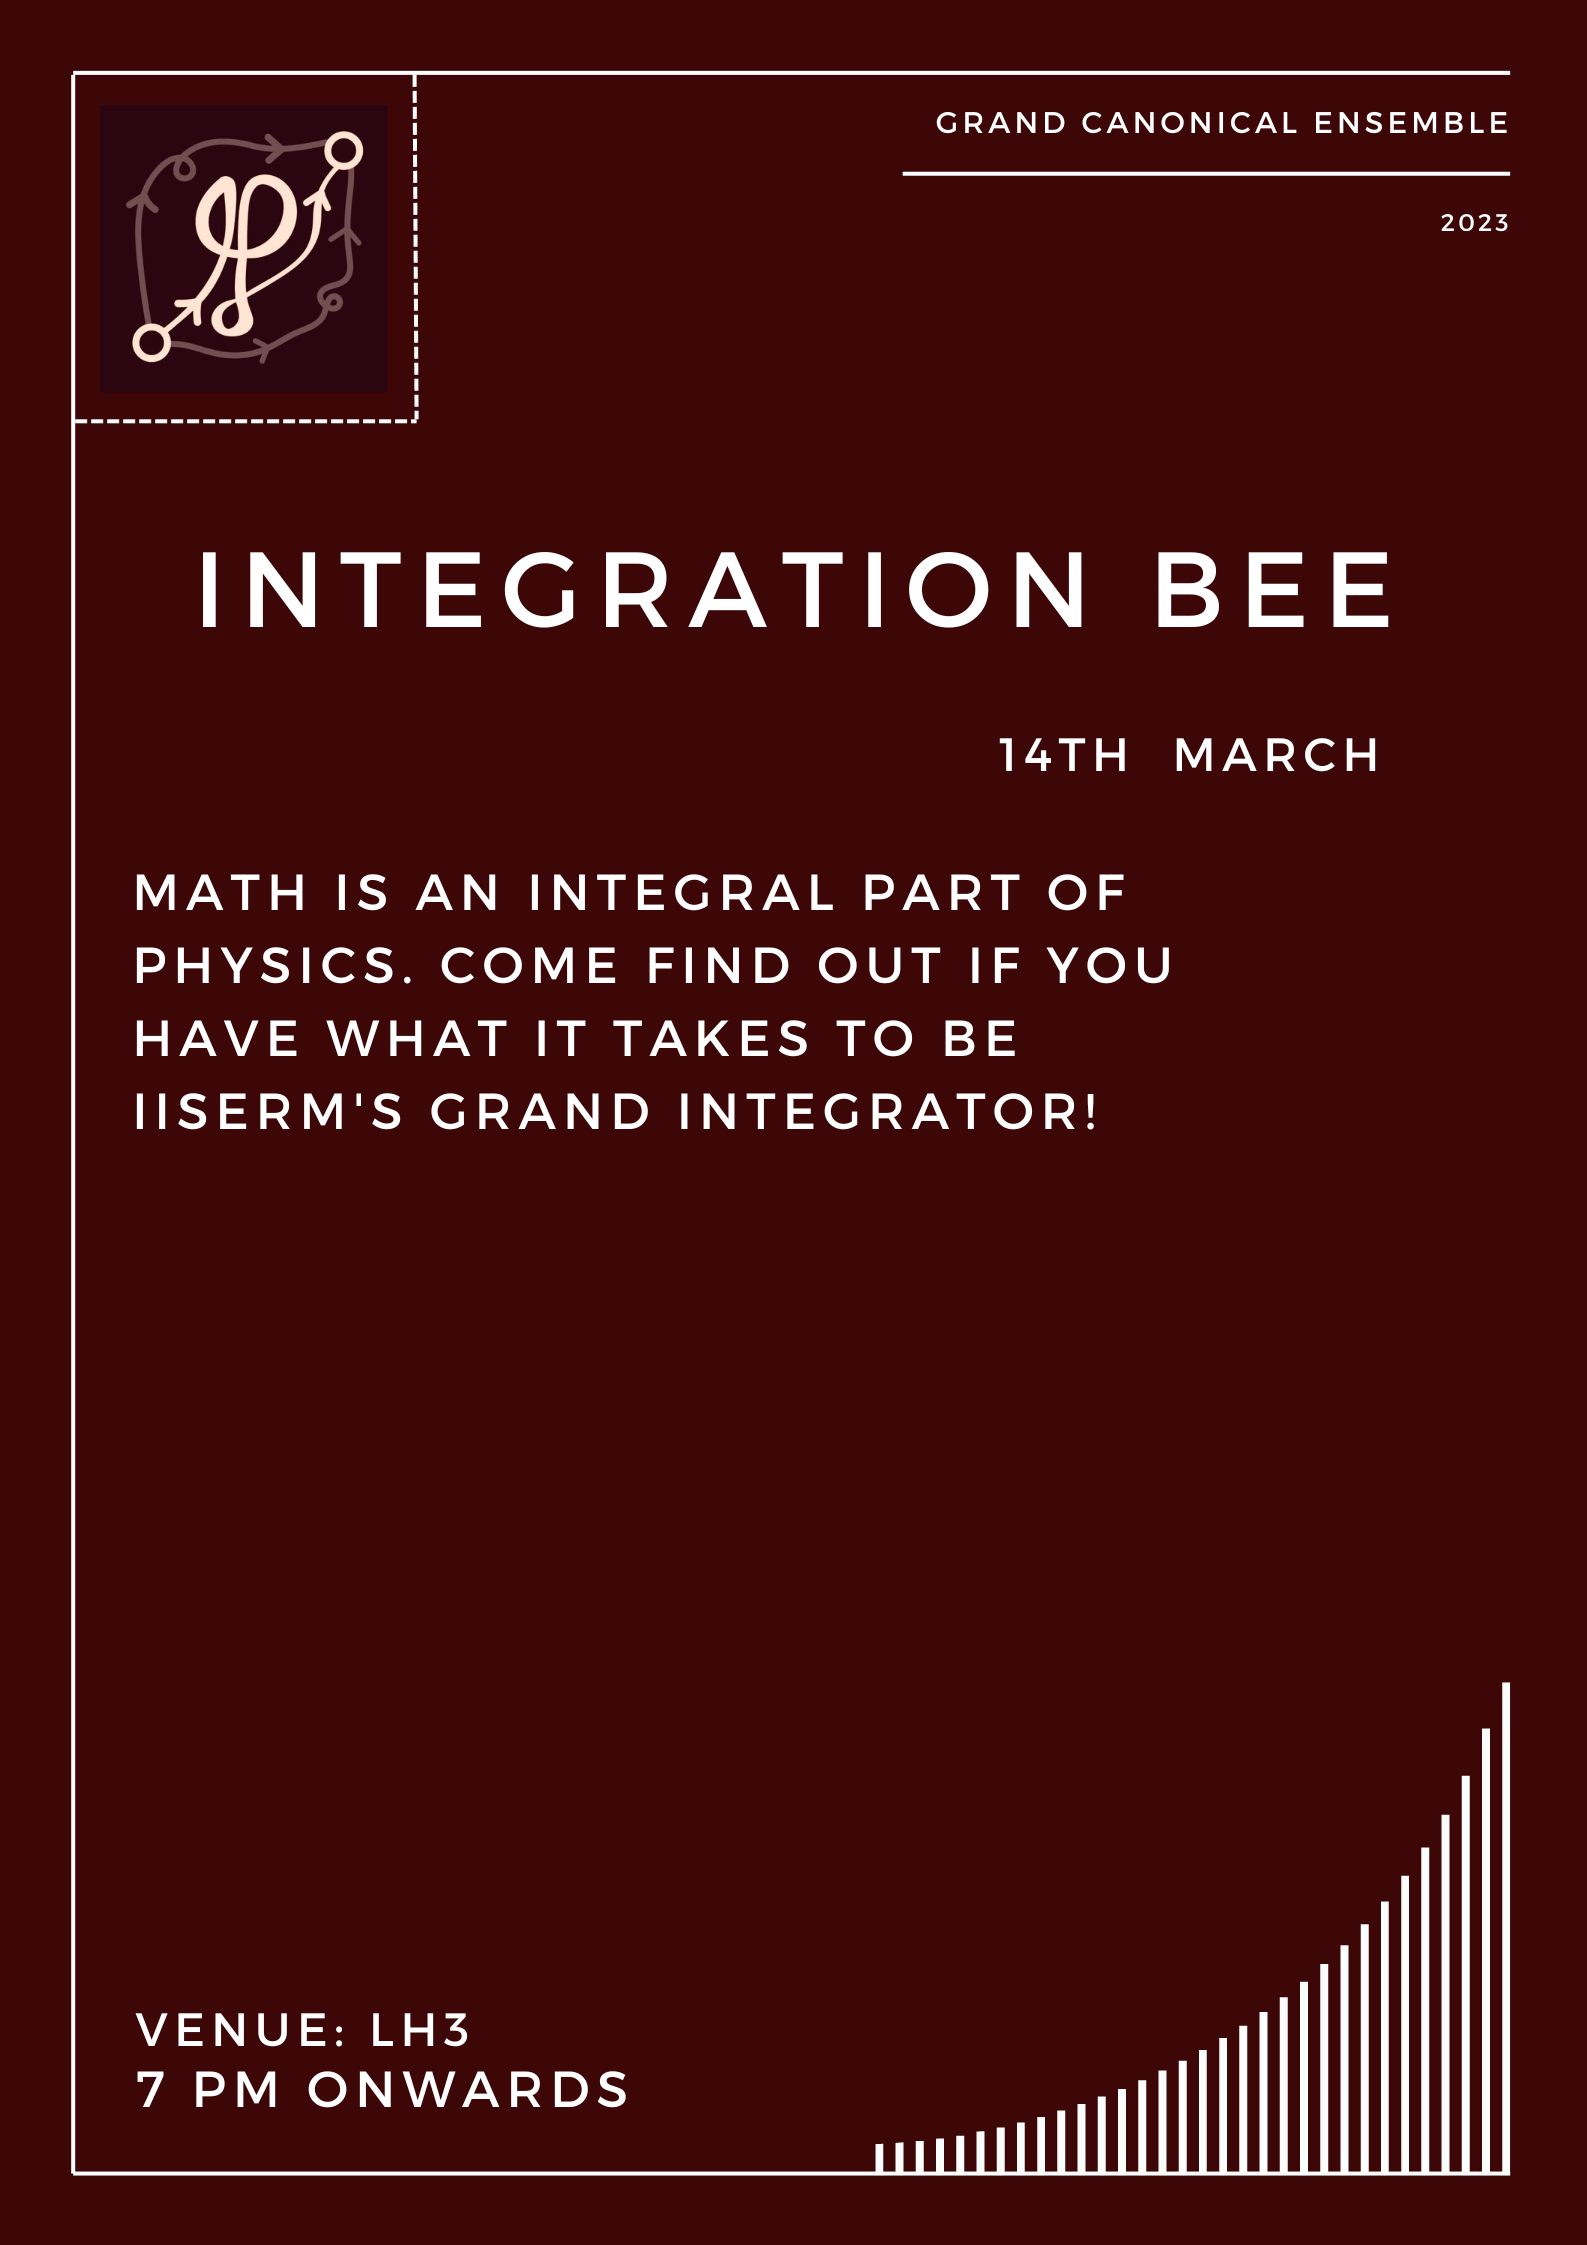 GRAND CANONICAL ENSEMBLE
2023
INTEGRATION BEE
14TH MARCH
MATH IS AN INTEGRAL PART OF
PHYSICS. COME FIND OUT IF YOU
HAVE WHAT IT TAKES TO BE
IISERM'S GRAND INTEGRATOR!
VENUE: LH3
7 PM ONWARDS